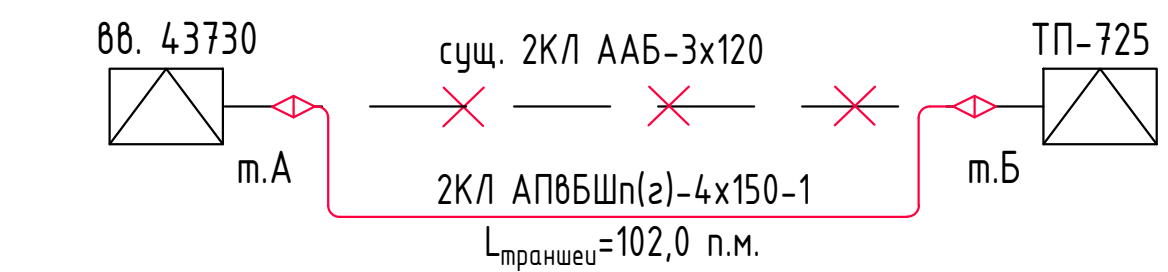 вв. 43730
сущ. 2КЛ ААБ-3х120
ТП-725
т.А
т.Б
2КЛ АПвБШп(г)-4х150-1
Lтраншеи=102,0 п.м.